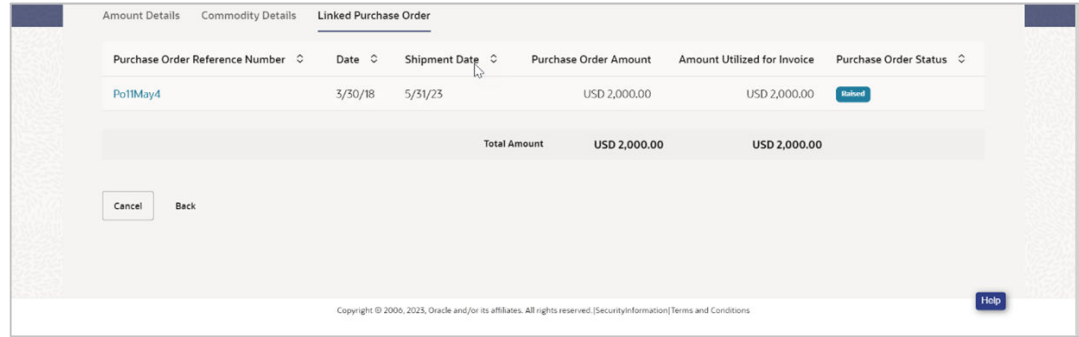 Amount Details Commodity Details Linked Purchase Order
Purchase Order Reference Number Date Shipment Date Purchase Order Amount Amount Utilized for Invoice Purchase Order Status
Po11May4 3/30/18 5/31/23 USD 2,000.00 USD 2,000.00 Raised
Total Amount USD 2,000.00 USD 2,000.00
Cancel Back
Help
Copyright © 2006, 2023, Oracle and/or its affiliates. All rights reserved.|SecurityInformation|Terms and Conditions